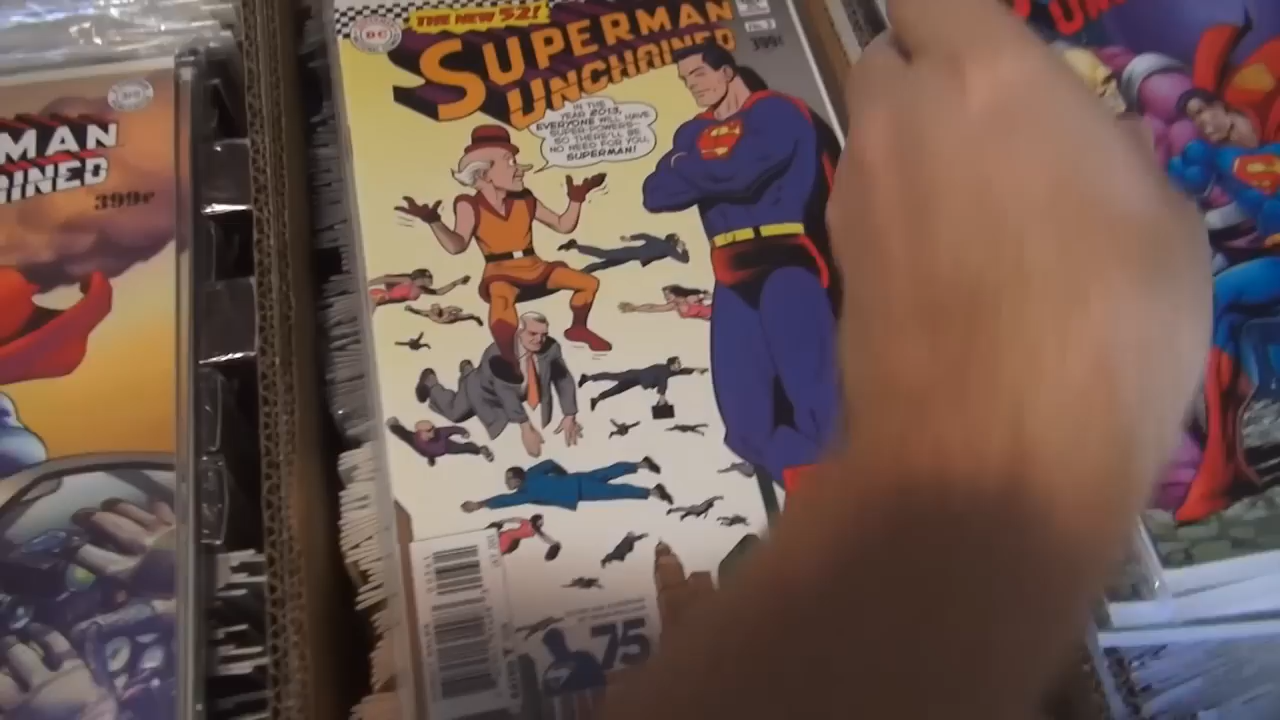 THE NEW 52!
DC
SUPERMAN
UNCHAINED
399¢
IN THE
YEAR 2013,
EVERYONE WILL HAVE
SUPER-POWERS--
SO THERE'LL BE
NO NEED FOR YOU,
SUPERMAN!
75
MAN
AINED
399¢